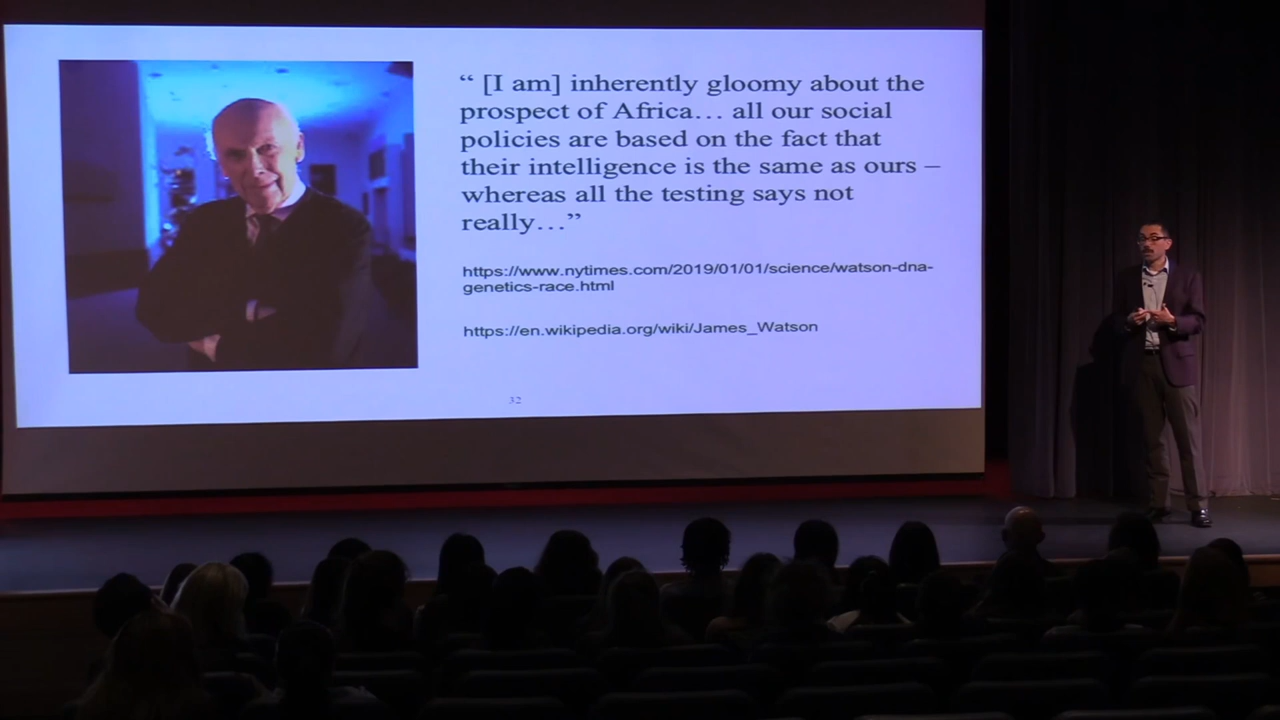 “ [I am] inherently gloomy about the
prospect of Africa… all our social
policies are based on the fact that
their intelligence is the same as ours –
whereas all the testing says not
really…”
https://www.nytimes.com/2019/01/01/science/watson-dna-
genetics-race.html
https://en.wikipedia.org/wiki/James_Watson
32